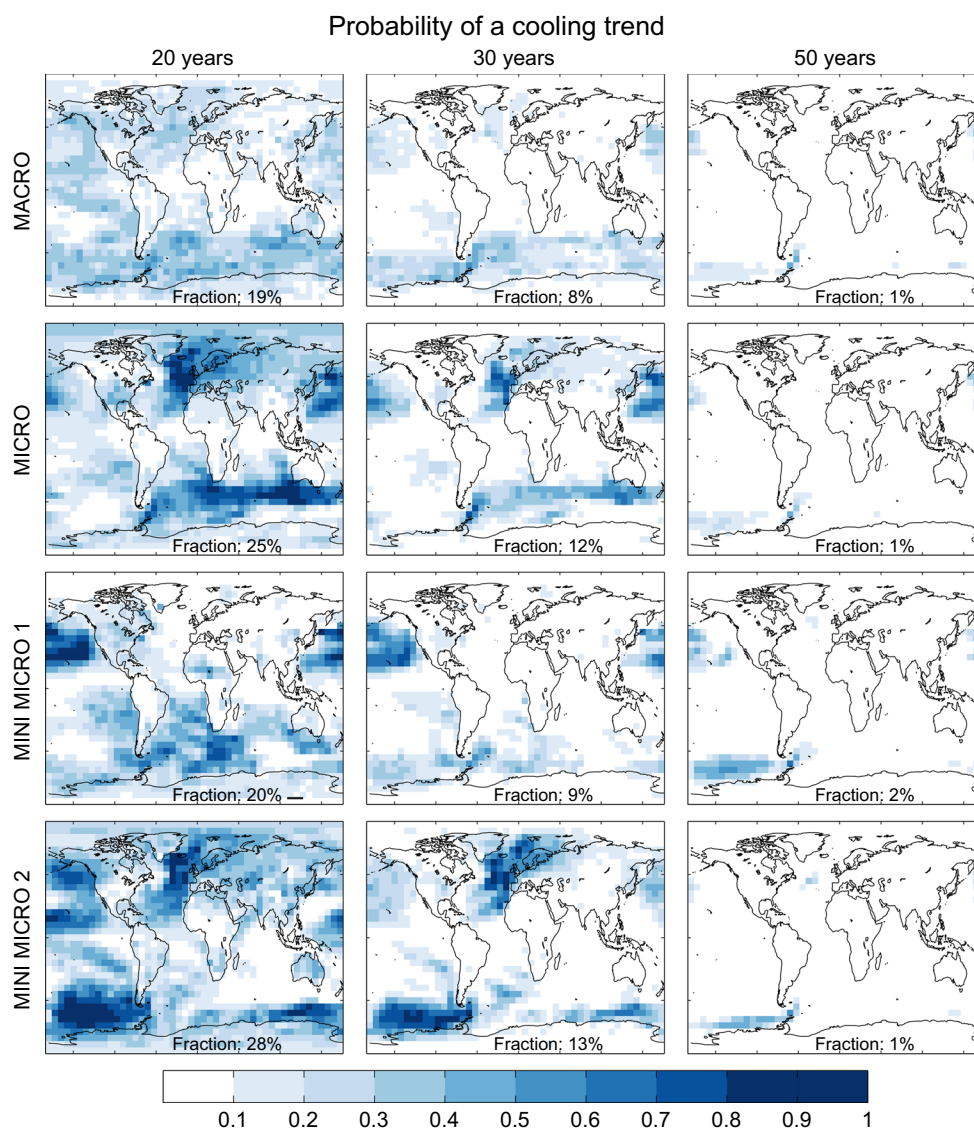 Probability of a cooling trend
20 years 30 years 50 years
MACRO
Fraction; 19% Fraction; 8% Fraction; 1%
MICRO
Fraction; 25% Fraction; 12% Fraction; 1%
MINI MICRO 1
Fraction; 20% Fraction; 9% Fraction; 2%
MINI MICRO 2
Fraction; 28% Fraction; 13% Fraction; 1%
0.1 0.2 0.3 0.4 0.5 0.6 0.7 0.8 0.9 1